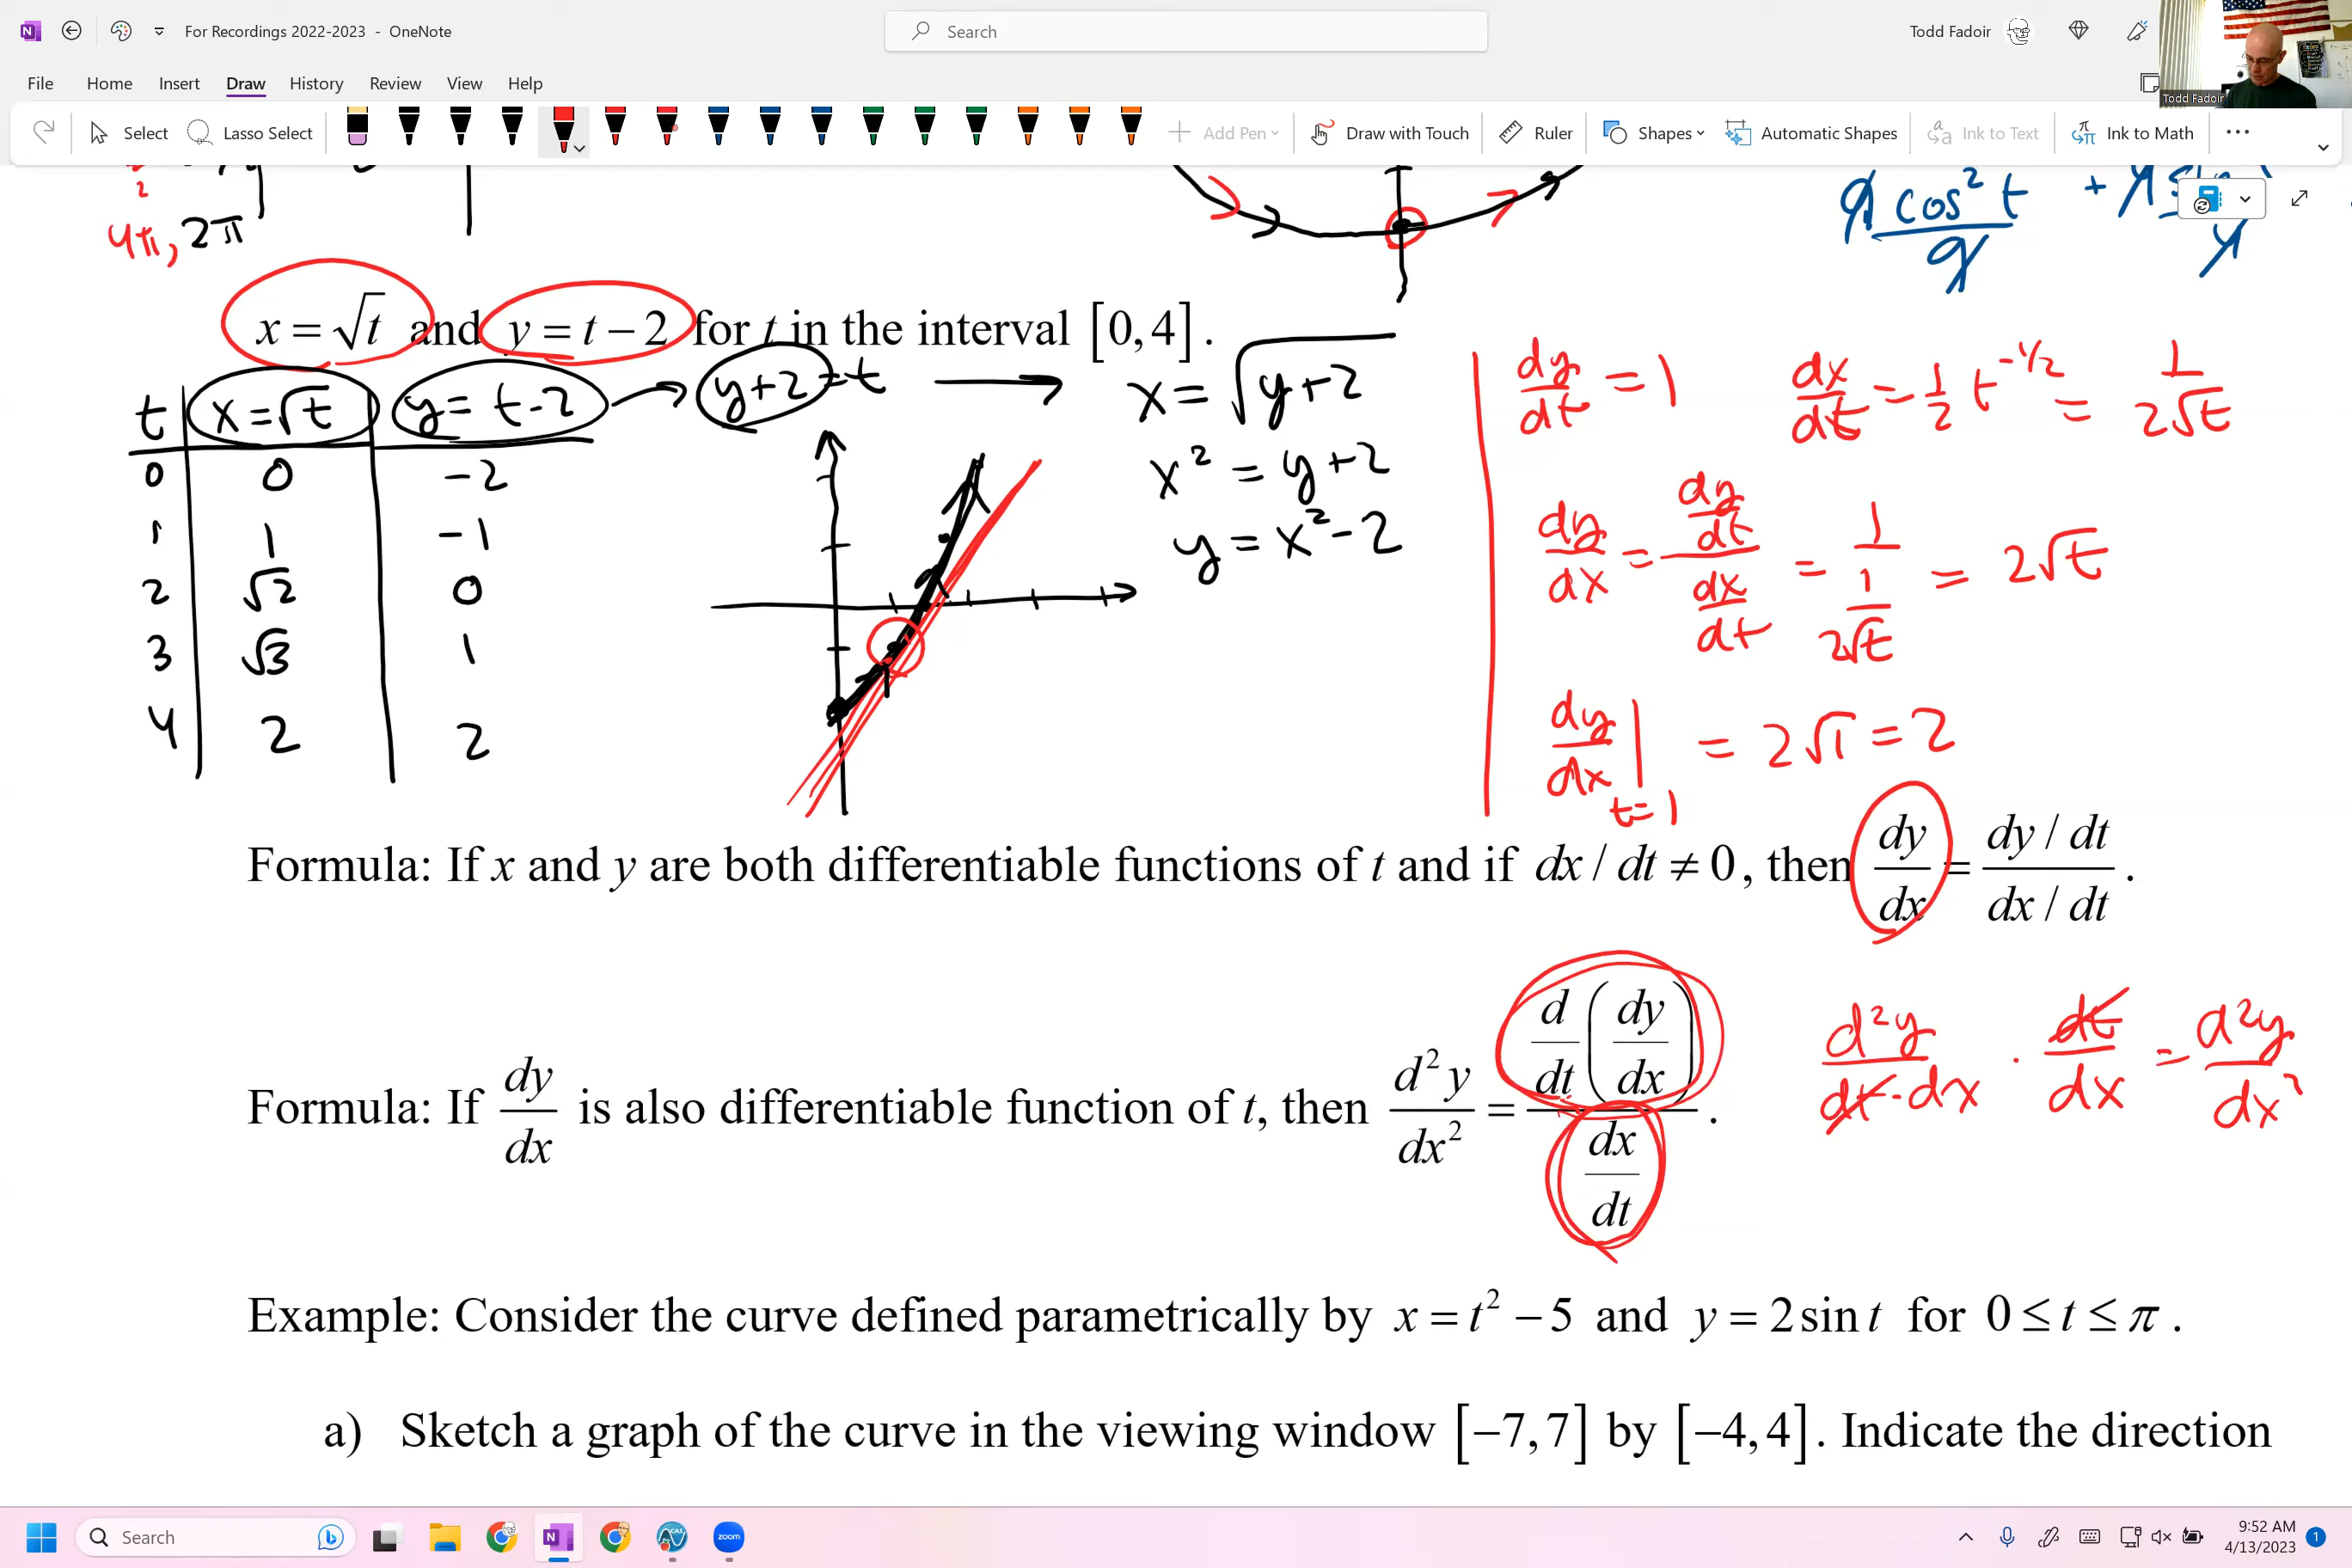 For Recordings 2022-2023 - OneNote
Search
Todd Fadoir
File Home Insert Draw History Review View Help
Todd Fadoir
Select Lasso Select Add Pen Draw with Touch Ruler Shapes Automatic Shapes Ink to Text Ink to Math ...
2
4π, 2π
9 cos² t / 9 +
x = √t and y = t − 2 for t in the interval [0, 4].
t x = √t y = t - 2 → y+2 = t → x = √(y+2)
0 0 -2
1 1 -1
2 √2 0
3 √3 1
4 2 2
x² = y+2
y = x² - 2
dy/dt = 1 dx/dt = 1/2 t^(-1/2) = 1/(2√t)
dy/dx = (dy/dt)/(dx/dt) = 1/(1/(2√t)) = 2√t
dy/dx | t=1 = 2√1 = 2
Formula: If x and y are both differentiable functions of t and if dx / dt ≠ 0, then dy/dx = (dy / dt)/(dx / dt).
Formula: If dy/dx is also differentiable function of t, then d²y/dx² = (d/dt (dy/dx))/(dx/dt).
d²y/(dt·dx) · dt/dx = d²y/dx²
Example: Consider the curve defined parametrically by x = t² − 5 and y = 2 sin t for 0 ≤ t ≤ π.
a) Sketch a graph of the curve in the viewing window [−7, 7] by [−4, 4]. Indicate the direction
Search
zoom
9:52 AM
4/13/2023
1